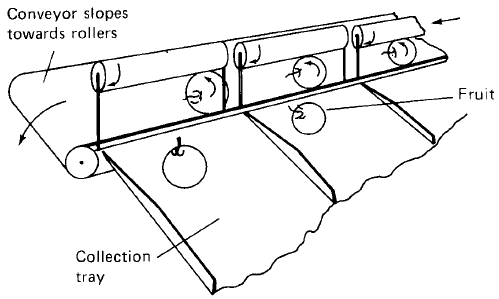 Conveyor slopes
towards rollers
Fruit
Collection
tray